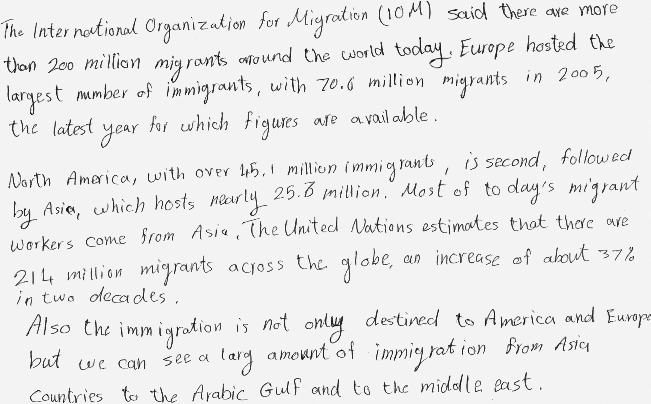 The International Organization for Migration (IOM) said there are more
than 200 million migrants around the world today. Europe hosted the
largest number of immigrants, with 70.6 million migrants in 2005,
the latest year for which figures are available.
North America, with over 45.1 million immigrants, is second, followed
by Asia, which hosts nearly 25.3 million. Most of today's migrant
workers come from Asia. The United Nations estimates that there are
214 million migrants across the globe, an increase of about 37%
in two decades.
Also the immigration is not only destined to America and Europe
but we can see a larg amount of immigration from Asia
Countries to the Arabic Gulf and to the middle east.